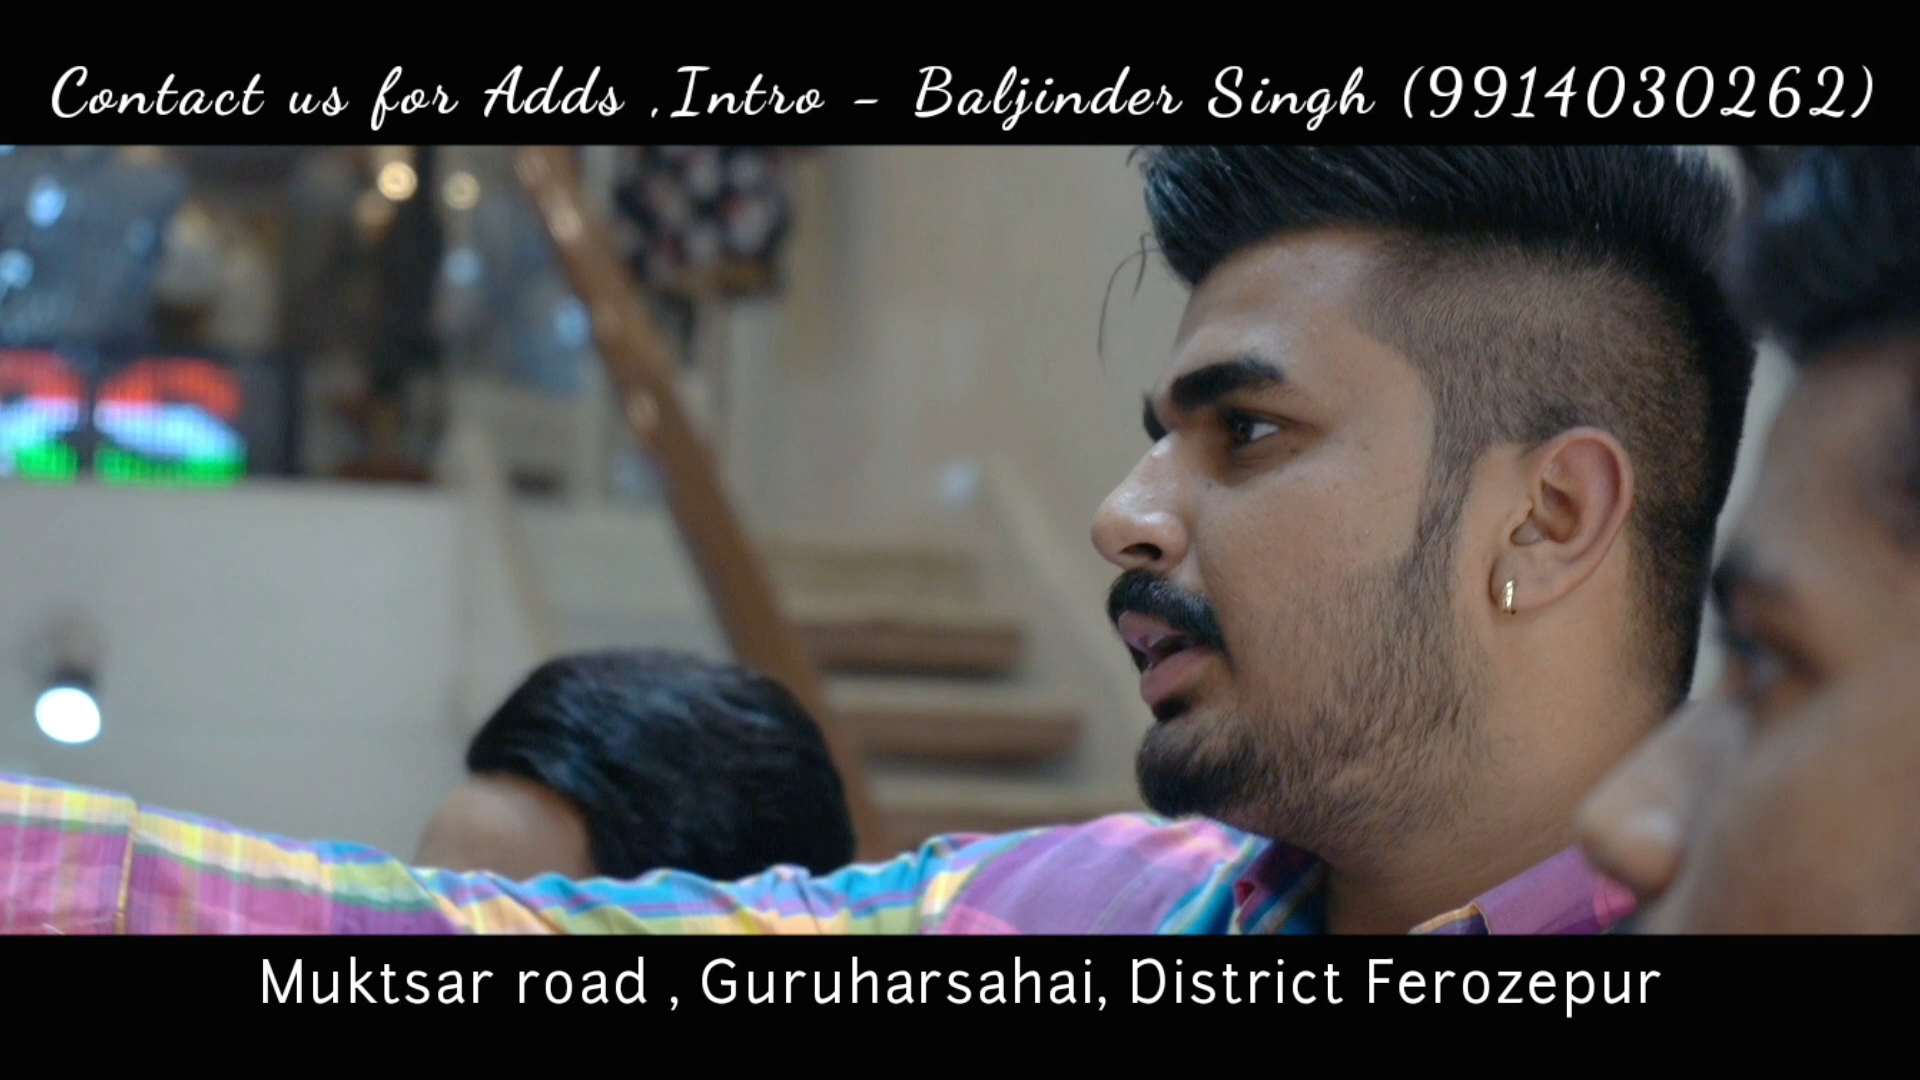 Contact us for Adds ,Intro - Baljinder Singh (9914030262)
Muktsar road , Guruharsahai, District Ferozepur